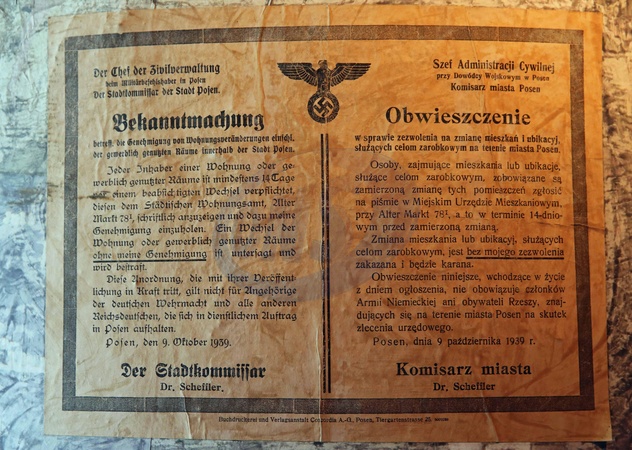 Der Chef der Zivilverwaltung
beim Militärbefehlshaber in Posen
Der Stadtkommissar der Stadt Posen.
Bekanntmachung
betreff. die Genehmigung von Wohnungsveränderungen einschl.
der gewerblich genutzten Räume innerhalb der Stadt Posen.
Jeder Inhaber einer Wohnung oder ge-
werblich genutzter Räume ist mindestens 14 Tage
vor einem beabsichtigten Wechsel verpflichtet,
diesen dem Städtischen Wohnungsamt, Alter
Markt 78¹, schriftlich anzuzeigen und dazu meine
Genehmigung einzuholen. Ein Wechsel der
Wohnung oder gewerblich genutzter Räume
ohne meine Genehmigung ist untersagt und
wird bestraft.
Diese Anordnung, die mit ihrer Veröffent-
lichung in Kraft tritt, gilt nicht für Angehörige
der deutschen Wehrmacht und alle anderen
Reichsdeutschen, die sich in dienstlichem Auftrag
in Posen aufhalten.
Posen, den 9. Oktober 1939.
Der Stadtkommissar
Dr. Scheffler.
Szef Administracji Cywilnej
przy Dowódcy Wojskowym w Posen
Komisarz miasta Posen
Obwieszczenie
w sprawie zezwolenia na zmianę mieszkań i ubikacyj,
służących celom zarobkowym na terenie miasta Posen.
Osoby, zajmujące mieszkania lub ubikacje,
służące celom zarobkowym, zobowiązane są
zamierzoną zmianę tych pomieszczeń zgłosić
na piśmie w Miejskim Urzędzie Mieszkaniowym,
przy Alter Markt 78¹, a to w terminie 14-dnio-
wym przed zamierzoną zmianą.
Zmiana mieszkania lub ubikacyj, służących
celom zarobkowym, jest bez mojego zezwolenia
zakazana i będzie karana.
Obwieszczenie niniejsze, wchodzące w życie
z dniem ogłoszenia, nie obowiązuje członków
Armii Niemieckiej ani obywateli Rzeszy, znaj-
dujących się na terenie miasta Posen na skutek
zlecenia urzędowego.
Posen, dnia 9 października 1939 r.
Komisarz miasta
Dr. Scheffler
Buchdruckerei und Verlagsanstalt Concordia A.-G., Posen, Tiergartenstrasse